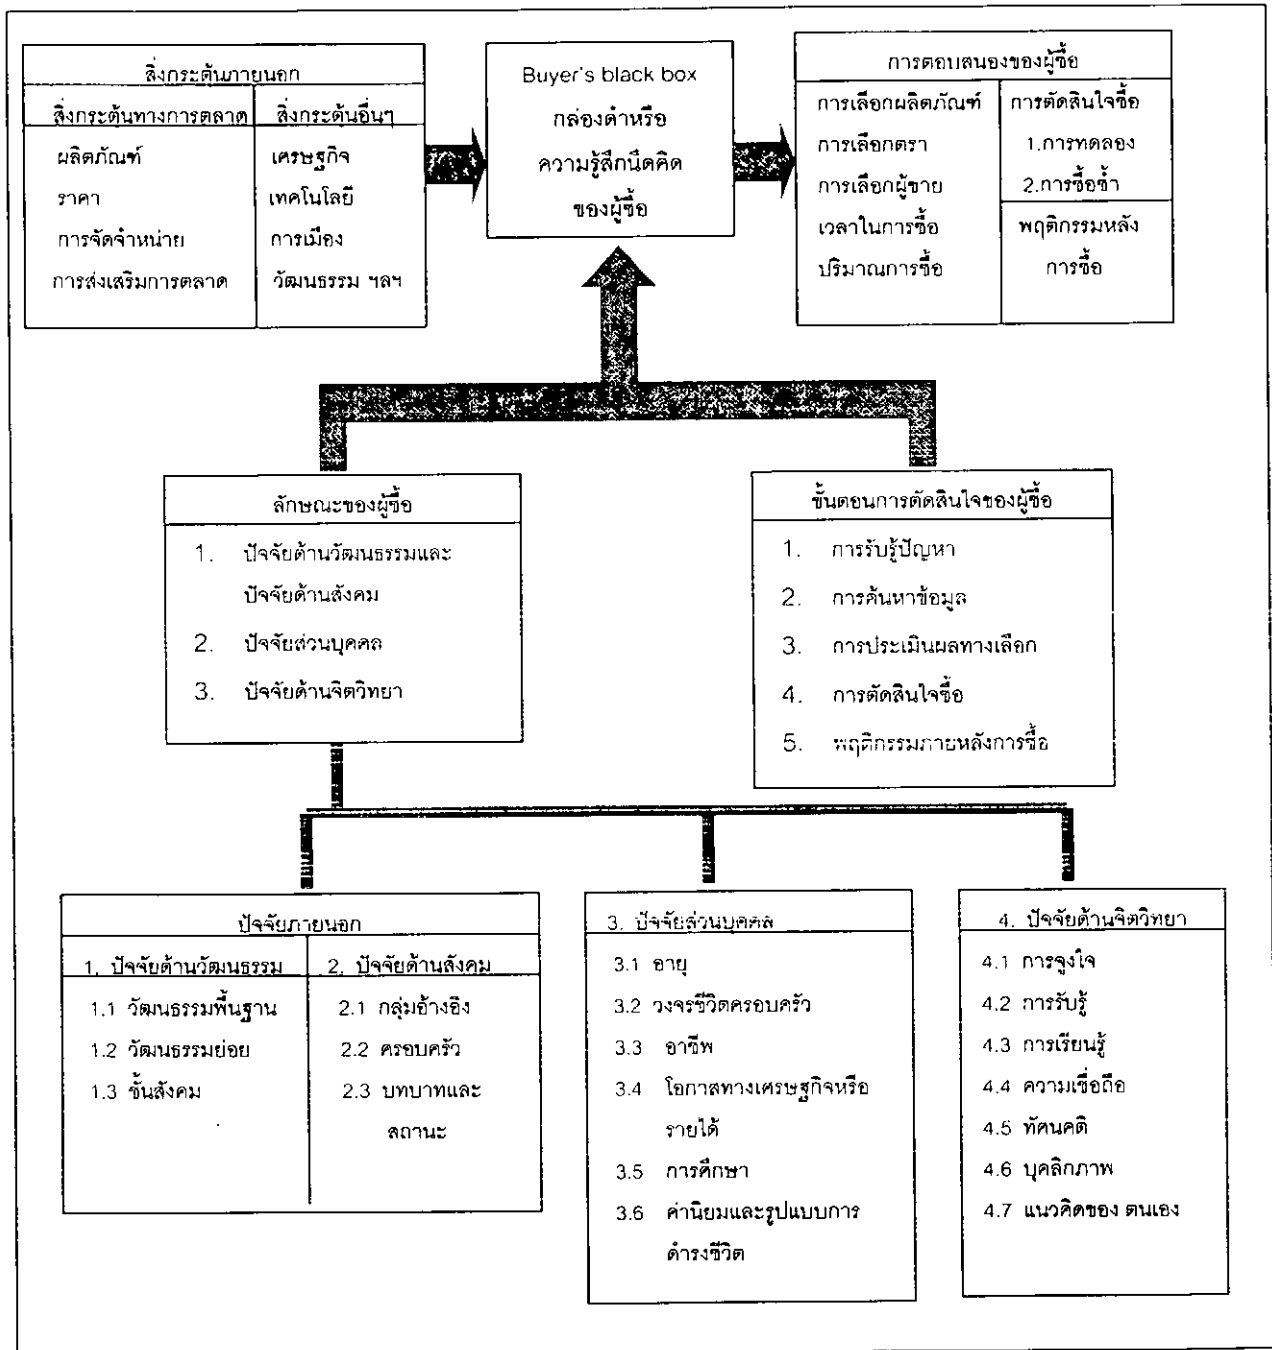 สิ่งกระตุ้นภายนอก
สิ่งกระตุ้นทางการตลาด
ผลิตภัณฑ์
ราคา
การจัดจำหน่าย
การส่งเสริมการตลาด
สิ่งกระตุ้นอื่นๆ
เศรษฐกิจ
เทคโนโลยี
การเมือง
วัฒนธรรม ฯลฯ
Buyer's black box
กล่องดำหรือ
ความรู้สึกนึกคิด
ของผู้ซื้อ
การตอบสนองของผู้ซื้อ
การเลือกผลิตภัณฑ์
การเลือกตรา
การเลือกผู้ขาย
เวลาในการซื้อ
ปริมาณการซื้อ
การตัดสินใจซื้อ
1.การทดลอง
2.การซื้อซ้ำ
พฤติกรรมหลัง
การซื้อ
ลักษณะของผู้ซื้อ
1. ปัจจัยด้านวัฒนธรรมและ
ปัจจัยด้านสังคม
2. ปัจจัยส่วนบุคคล
3. ปัจจัยด้านจิตวิทยา
ขั้นตอนการตัดสินใจของผู้ซื้อ
1. การรับรู้ปัญหา
2. การค้นหาข้อมูล
3. การประเมินผลทางเลือก
4. การตัดสินใจซื้อ
5. พฤติกรรมภายหลังการซื้อ
ปัจจัยภายนอก
1. ปัจจัยด้านวัฒนธรรม
1.1 วัฒนธรรมพื้นฐาน
1.2 วัฒนธรรมย่อย
1.3 ชั้นสังคม
2. ปัจจัยด้านสังคม
2.1 กลุ่มอ้างอิง
2.2 ครอบครัว
2.3 บทบาทและ
สถานะ
3. ปัจจัยส่วนบุคคล
3.1 อายุ
3.2 วงจรชีวิตครอบครัว
3.3 อาชีพ
3.4 โอกาสทางเศรษฐกิจหรือ
รายได้
3.5 การศึกษา
3.6 ค่านิยมและรูปแบบการ
ดำรงชีวิต
4. ปัจจัยด้านจิตวิทยา
4.1 การจูงใจ
4.2 การรับรู้
4.3 การเรียนรู้
4.4 ความเชื่อถือ
4.5 ทัศนคติ
4.6 บุคลิกภาพ
4.7 แนวคิดของ ตนเอง